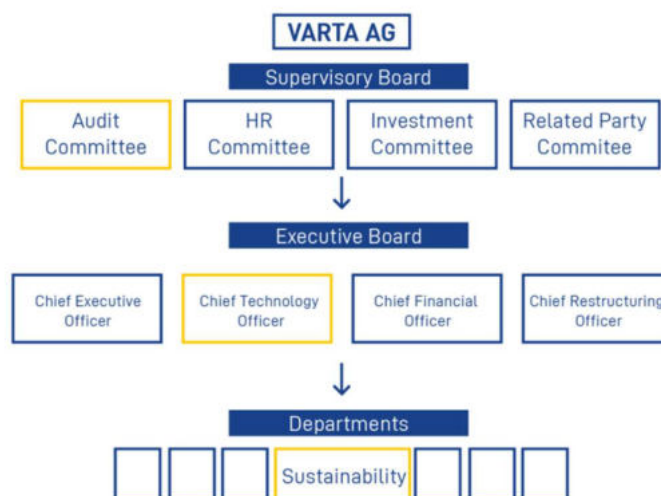 VARTA AG
Supervisory Board
Audit
Committee
HR
Committee
Investment
Committee
Related Party
Commitee
Executive Board
Chief Executive
Officer
Chief Technology
Officer
Chief Financial
Officer
Chief Restructuring
Officer
Departments
Sustainability